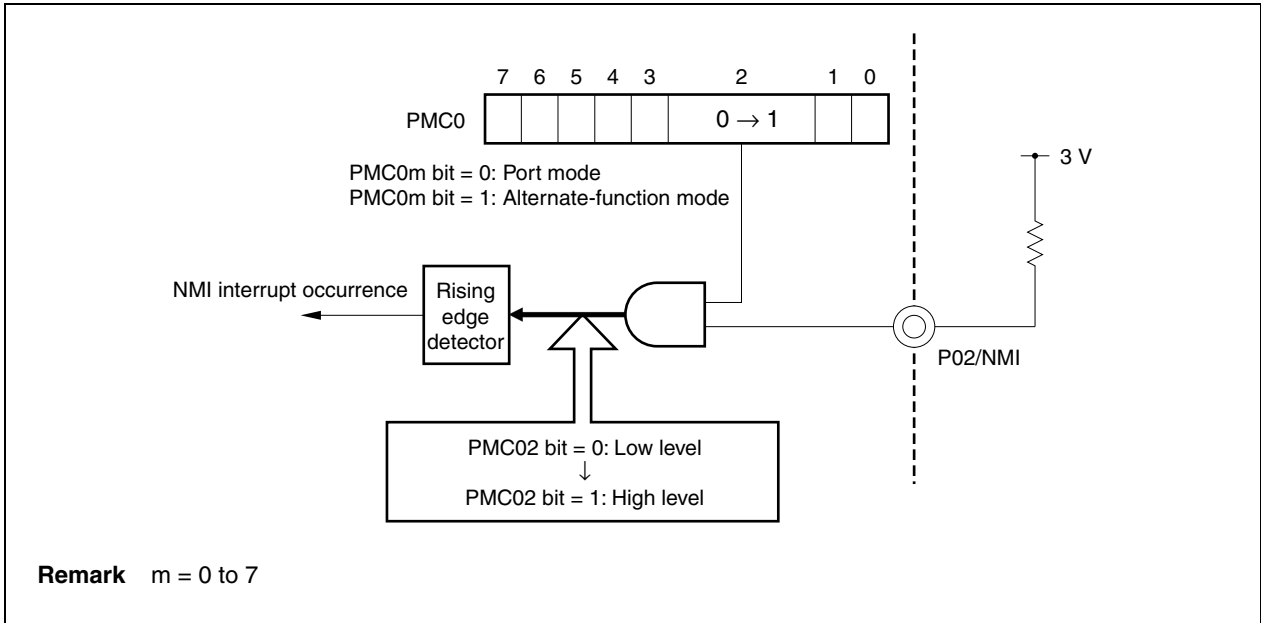 7 6 5 4 3 2 1 0
PMC0 0 → 1
3 V
PMC0m bit = 0: Port mode
PMC0m bit = 1: Alternate-function mode
NMI interrupt occurrence
Rising
edge
detector
P02/NMI
PMC02 bit = 0: Low level
↓
PMC02 bit = 1: High level
Remark m = 0 to 7